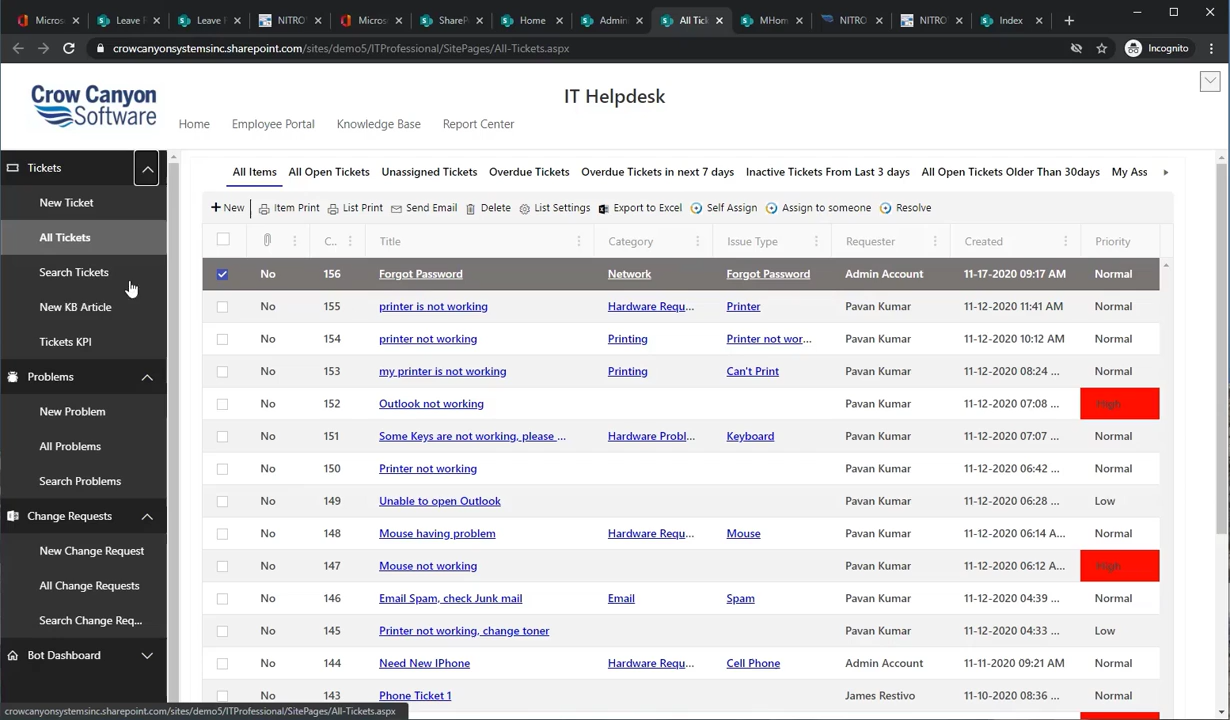 Micros
Leave F
Leave F
NITRO
Micros
ShareP
Home
Admin
All Tick
MHom
NITRO
NITRO
Index
crowcanyonsystemsinc.sharepoint.com/sites/demo5/ITProfessional/SitePages/All-Tickets.aspx
Incognito
Crow Canyon
Software
IT Helpdesk
Home Employee Portal Knowledge Base Report Center
Tickets
New Ticket
All Tickets
Search Tickets
New KB Article
Tickets KPI
Problems
New Problem
All Problems
Search Problems
Change Requests
New Change Request
All Change Requests
Search Change Req...
Bot Dashboard
All Items All Open Tickets Unassigned Tickets Overdue Tickets Overdue Tickets in next 7 days Inactive Tickets From Last 3 days All Open Tickets Older Than 30days My Ass
New Item Print List Print Send Email Delete List Settings Export to Excel Self Assign Assign to someone Resolve
C... Title Category Issue Type Requester Created Priority
No 156 Forgot Password Network Forgot Password Admin Account 11-17-2020 09:17 AM Normal
No 155 printer is not working Hardware Requ... Printer Pavan Kumar 11-12-2020 11:41 AM Normal
No 154 printer not working Printing Printer not wor... Pavan Kumar 11-12-2020 10:12 AM Normal
No 153 my printer is not working Printing Can't Print Pavan Kumar 11-12-2020 08:24 ... Normal
No 152 Outlook not working Pavan Kumar 11-12-2020 07:08 ... High
No 151 Some Keys are not working, please ... Hardware Probl... Keyboard Pavan Kumar 11-12-2020 07:07 ... Normal
No 150 Printer not working Pavan Kumar 11-12-2020 06:42 ... Normal
No 149 Unable to open Outlook Pavan Kumar 11-12-2020 06:28 ... Low
No 148 Mouse having problem Hardware Requ... Mouse Pavan Kumar 11-12-2020 06:14 A... Normal
No 147 Mouse not working Pavan Kumar 11-12-2020 06:12 A... High
No 146 Email Spam, check Junk mail Email Spam Pavan Kumar 11-12-2020 04:39 ... Normal
No 145 Printer not working, change toner Pavan Kumar 11-12-2020 04:33 ... Low
No 144 Need New IPhone Hardware Requ... Cell Phone Admin Account 11-11-2020 09:21 AM Normal
No 143 Phone Ticket 1 James Restivo 11-10-2020 08:36 ... Normal
crowcanyonsystemsinc.sharepoint.com/sites/demo5/ITProfessional/SitePages/All-Tickets.aspx